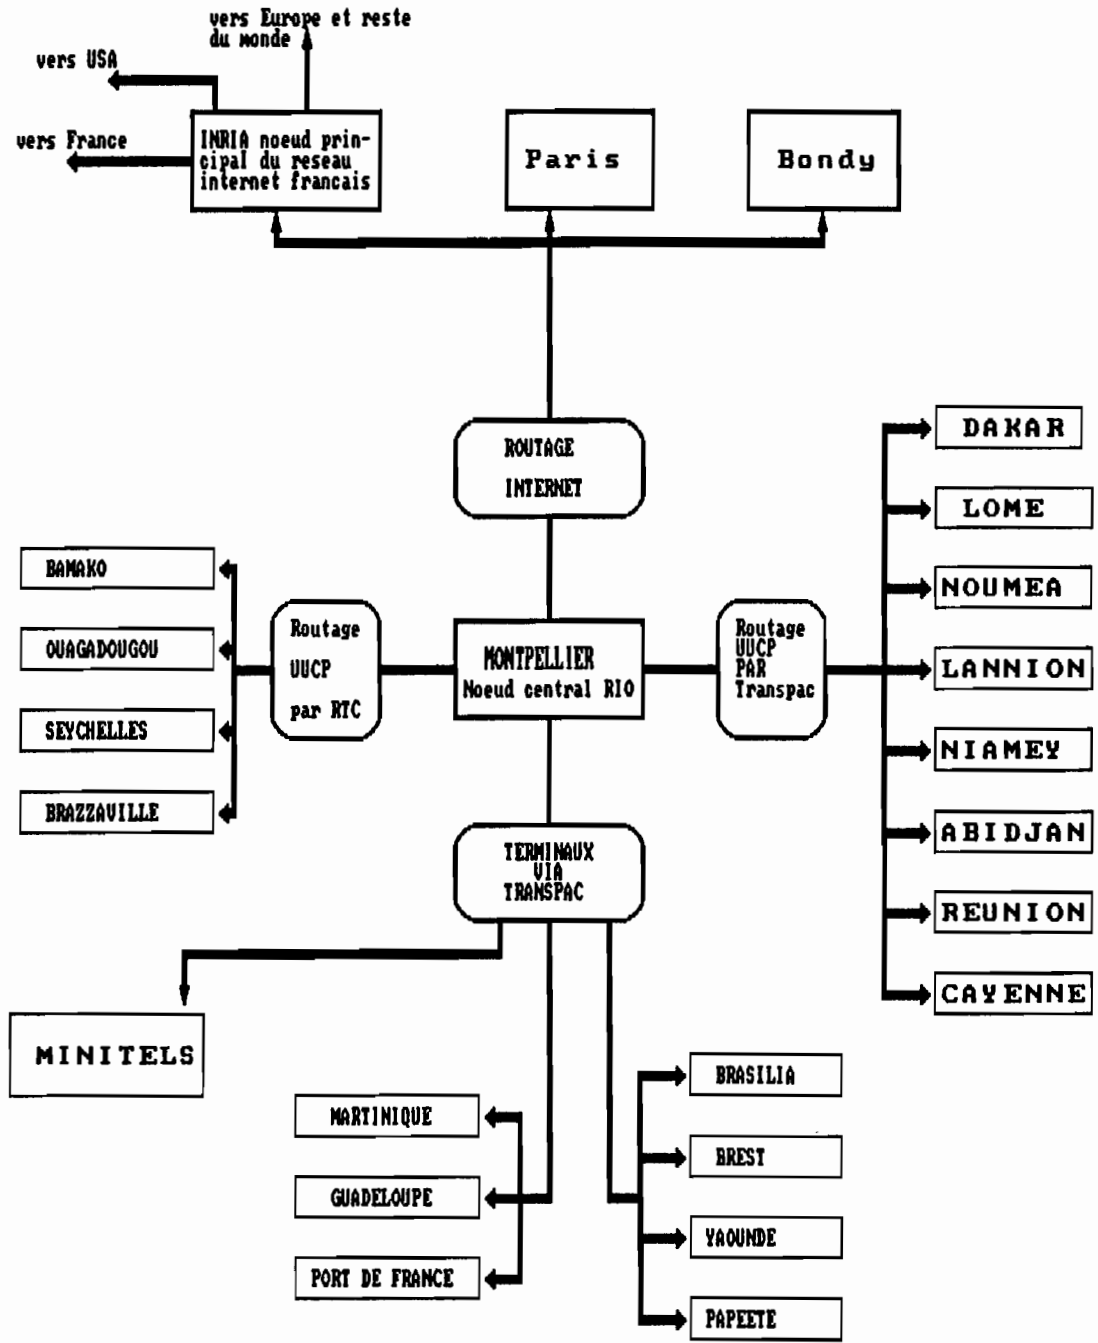 vers Europe et reste
du monde
vers USA
vers France
INRIA noeud prin-
cipal du reseau
internet francais
Paris
Bondy
ROUTAGE
INTERNET
DAKAR
LOME
NOUMEA
LANNION
NIAMEY
ABIDJAN
REUNION
CAYENNE
BAMAKO
OUAGADOUGOU
SEYCHELLES
BRAZZAVILLE
Routage
UUCP
par RTC
MONTPELLIER
Noeud central RIO
Routage
UUCP
PAR
Transpac
TERMINAUX
VIA
TRANSPAC
MINITELS
MARTINIQUE
GUADELOUPE
PORT DE FRANCE
BRASILIA
BREST
YAOUNDE
PAPEETE